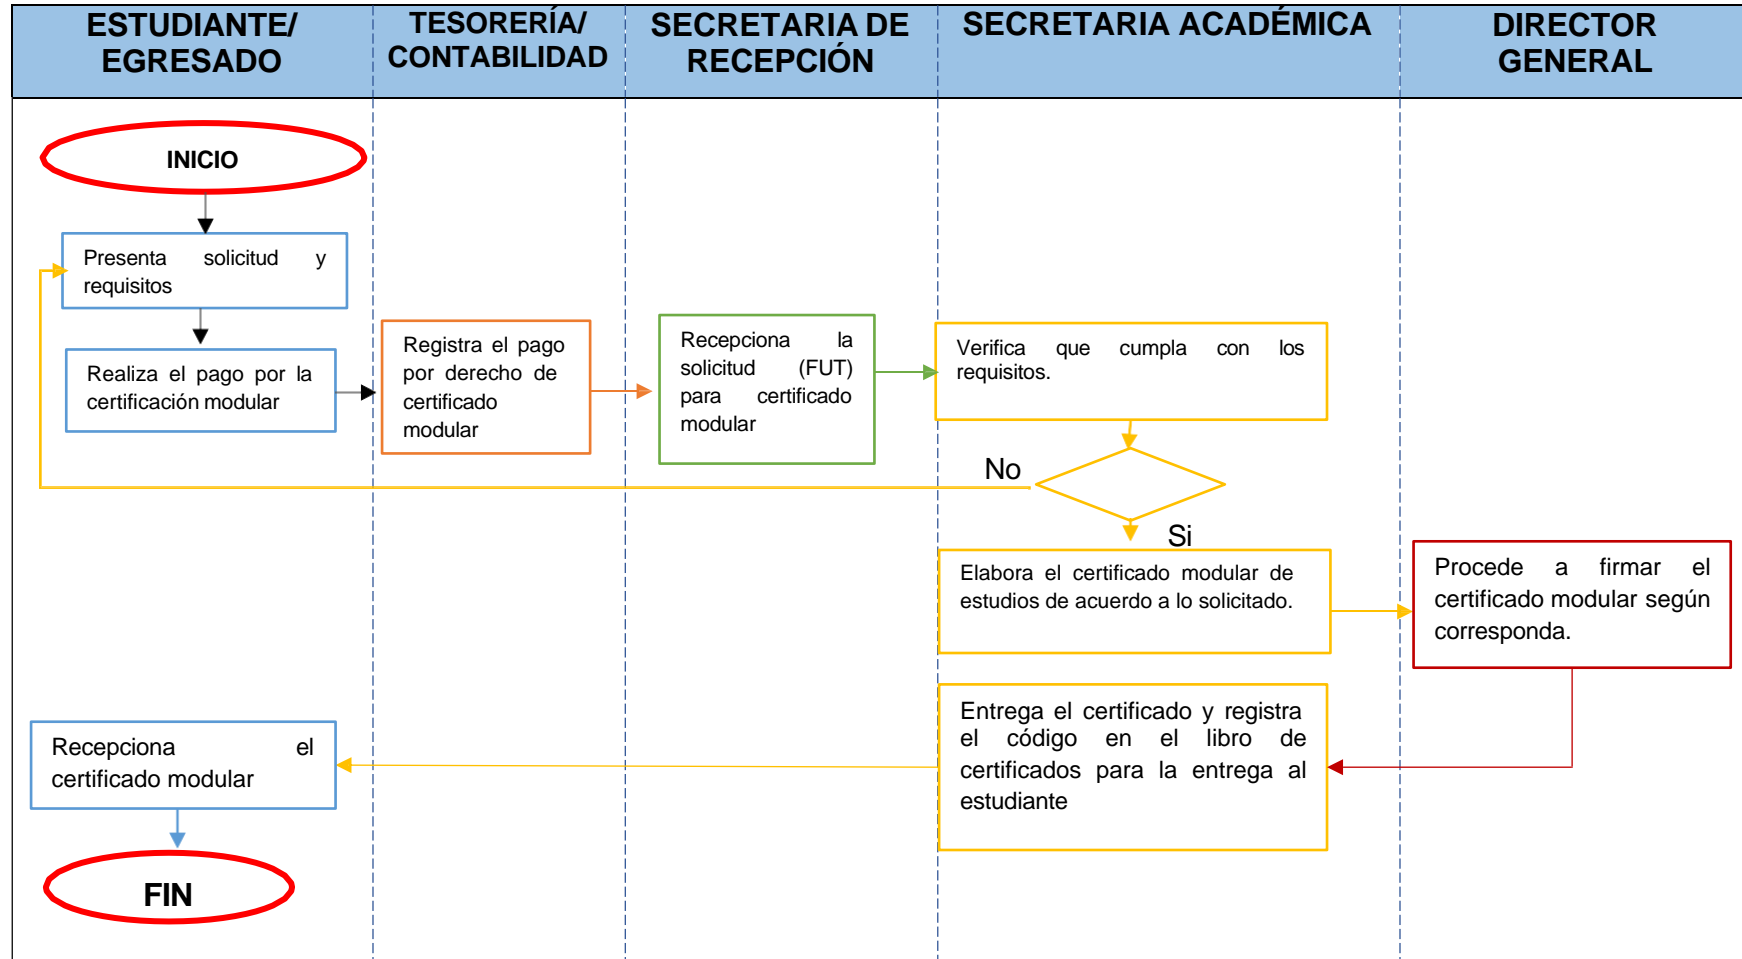 ESTUDIANTE/
EGRESADO
TESORERÍA/
CONTABILIDAD
SECRETARIA DE
RECEPCIÓN
SECRETARIA ACADÉMICA
DIRECTOR
GENERAL
INICIO
Presenta solicitud y
requisitos
Realiza el pago por la
certificación modular
Registra el pago
por derecho de
certificado
modular
Recepciona la
solicitud (FUT)
para certificado
modular
Verifica que cumpla con los
requisitos.
No
Si
Elabora el certificado modular de
estudios de acuerdo a lo solicitado.
Procede a firmar el
certificado modular según
corresponda.
Entrega el certificado y registra
el código en el libro de
certificados para la entrega al
estudiante
Recepciona el
certificado modular
FIN